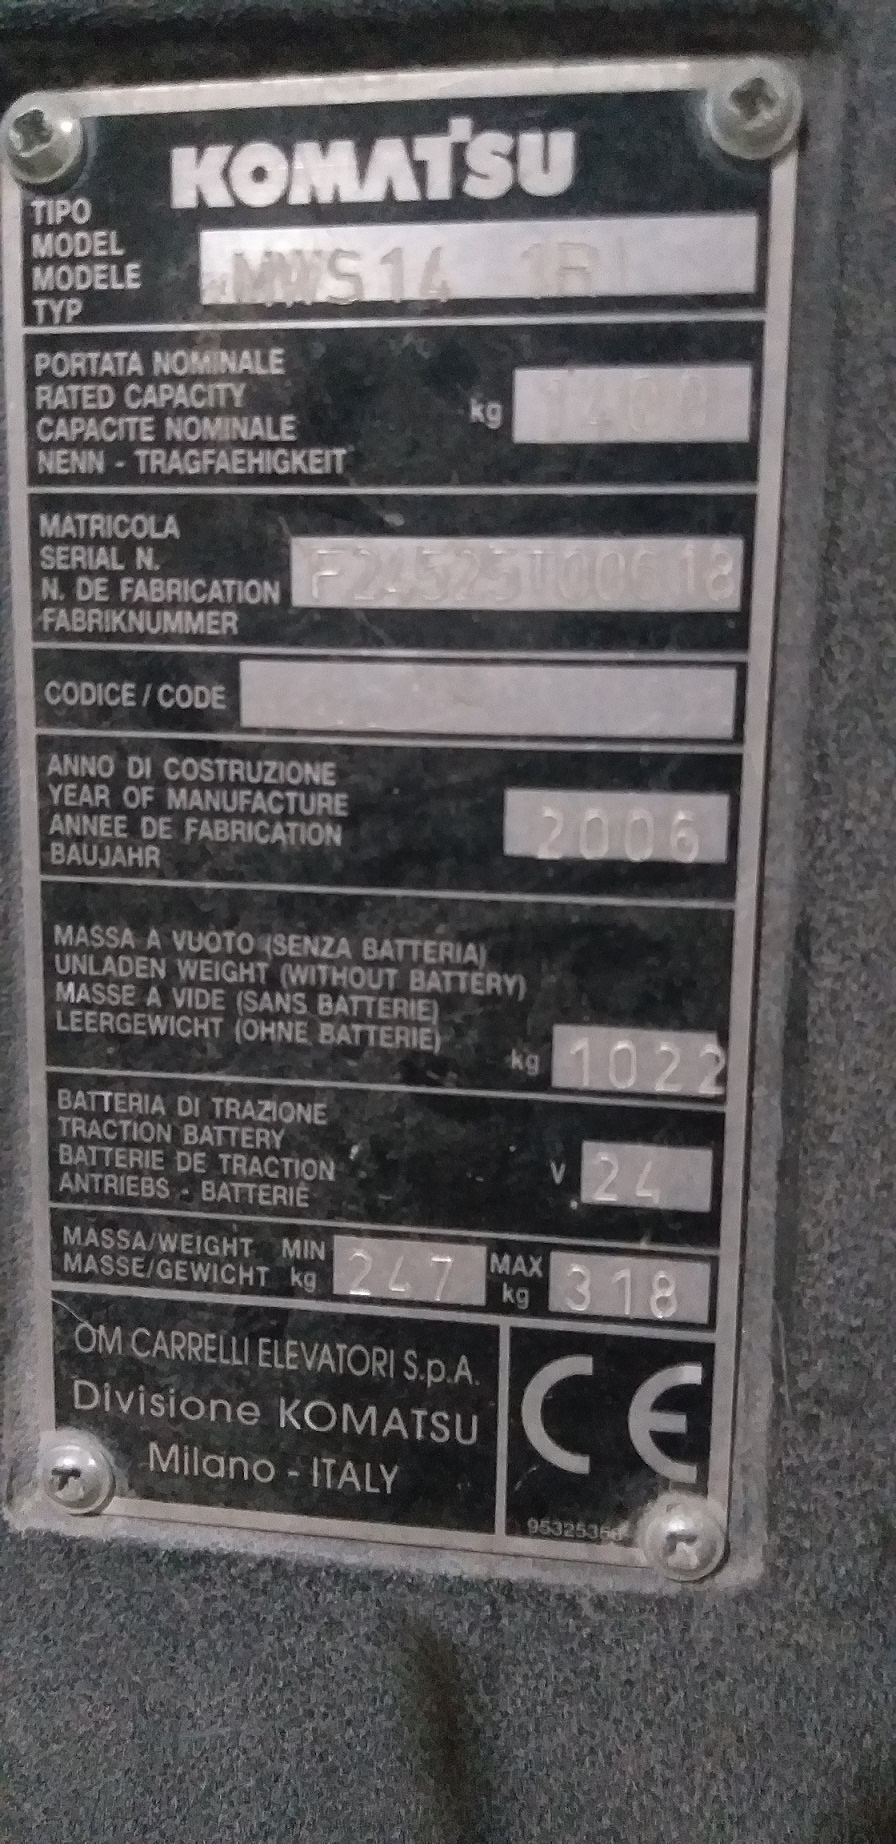 KOMATSU
TIPO
MODEL
MODELE
TYP
MWS14 1R
PORTATA NOMINALE
RATED CAPACITY
CAPACITE NOMINALE
NENN - TRAGFAEHIGKEIT
kg 1400
MATRICOLA
SERIAL N.
N. DE FABRICATION
FABRIKNUMMER
CODICE / CODE
ANNO DI COSTRUZIONE
YEAR OF MANUFACTURE
ANNEE DE FABRICATION
BAUJAHR
2006
MASSA A VUOTO (SENZA BATTERIA)
UNLADEN WEIGHT (WITHOUT BATTERY)
MASSE A VIDE (SANS BATTERIE)
LEERGEWICHT (OHNE BATTERIE)
kg 1022
BATTERIA DI TRAZIONE
TRACTION BATTERY
BATTERIE DE TRACTION
ANTRIEBS - BATTERIE
V 24
MASSA/WEIGHT MIN
MASSE/GEWICHT kg
247
MAX
kg
318
OM CARRELLI ELEVATORI S.p.A.
Divisione KOMATSU
Milano - ITALY
CE